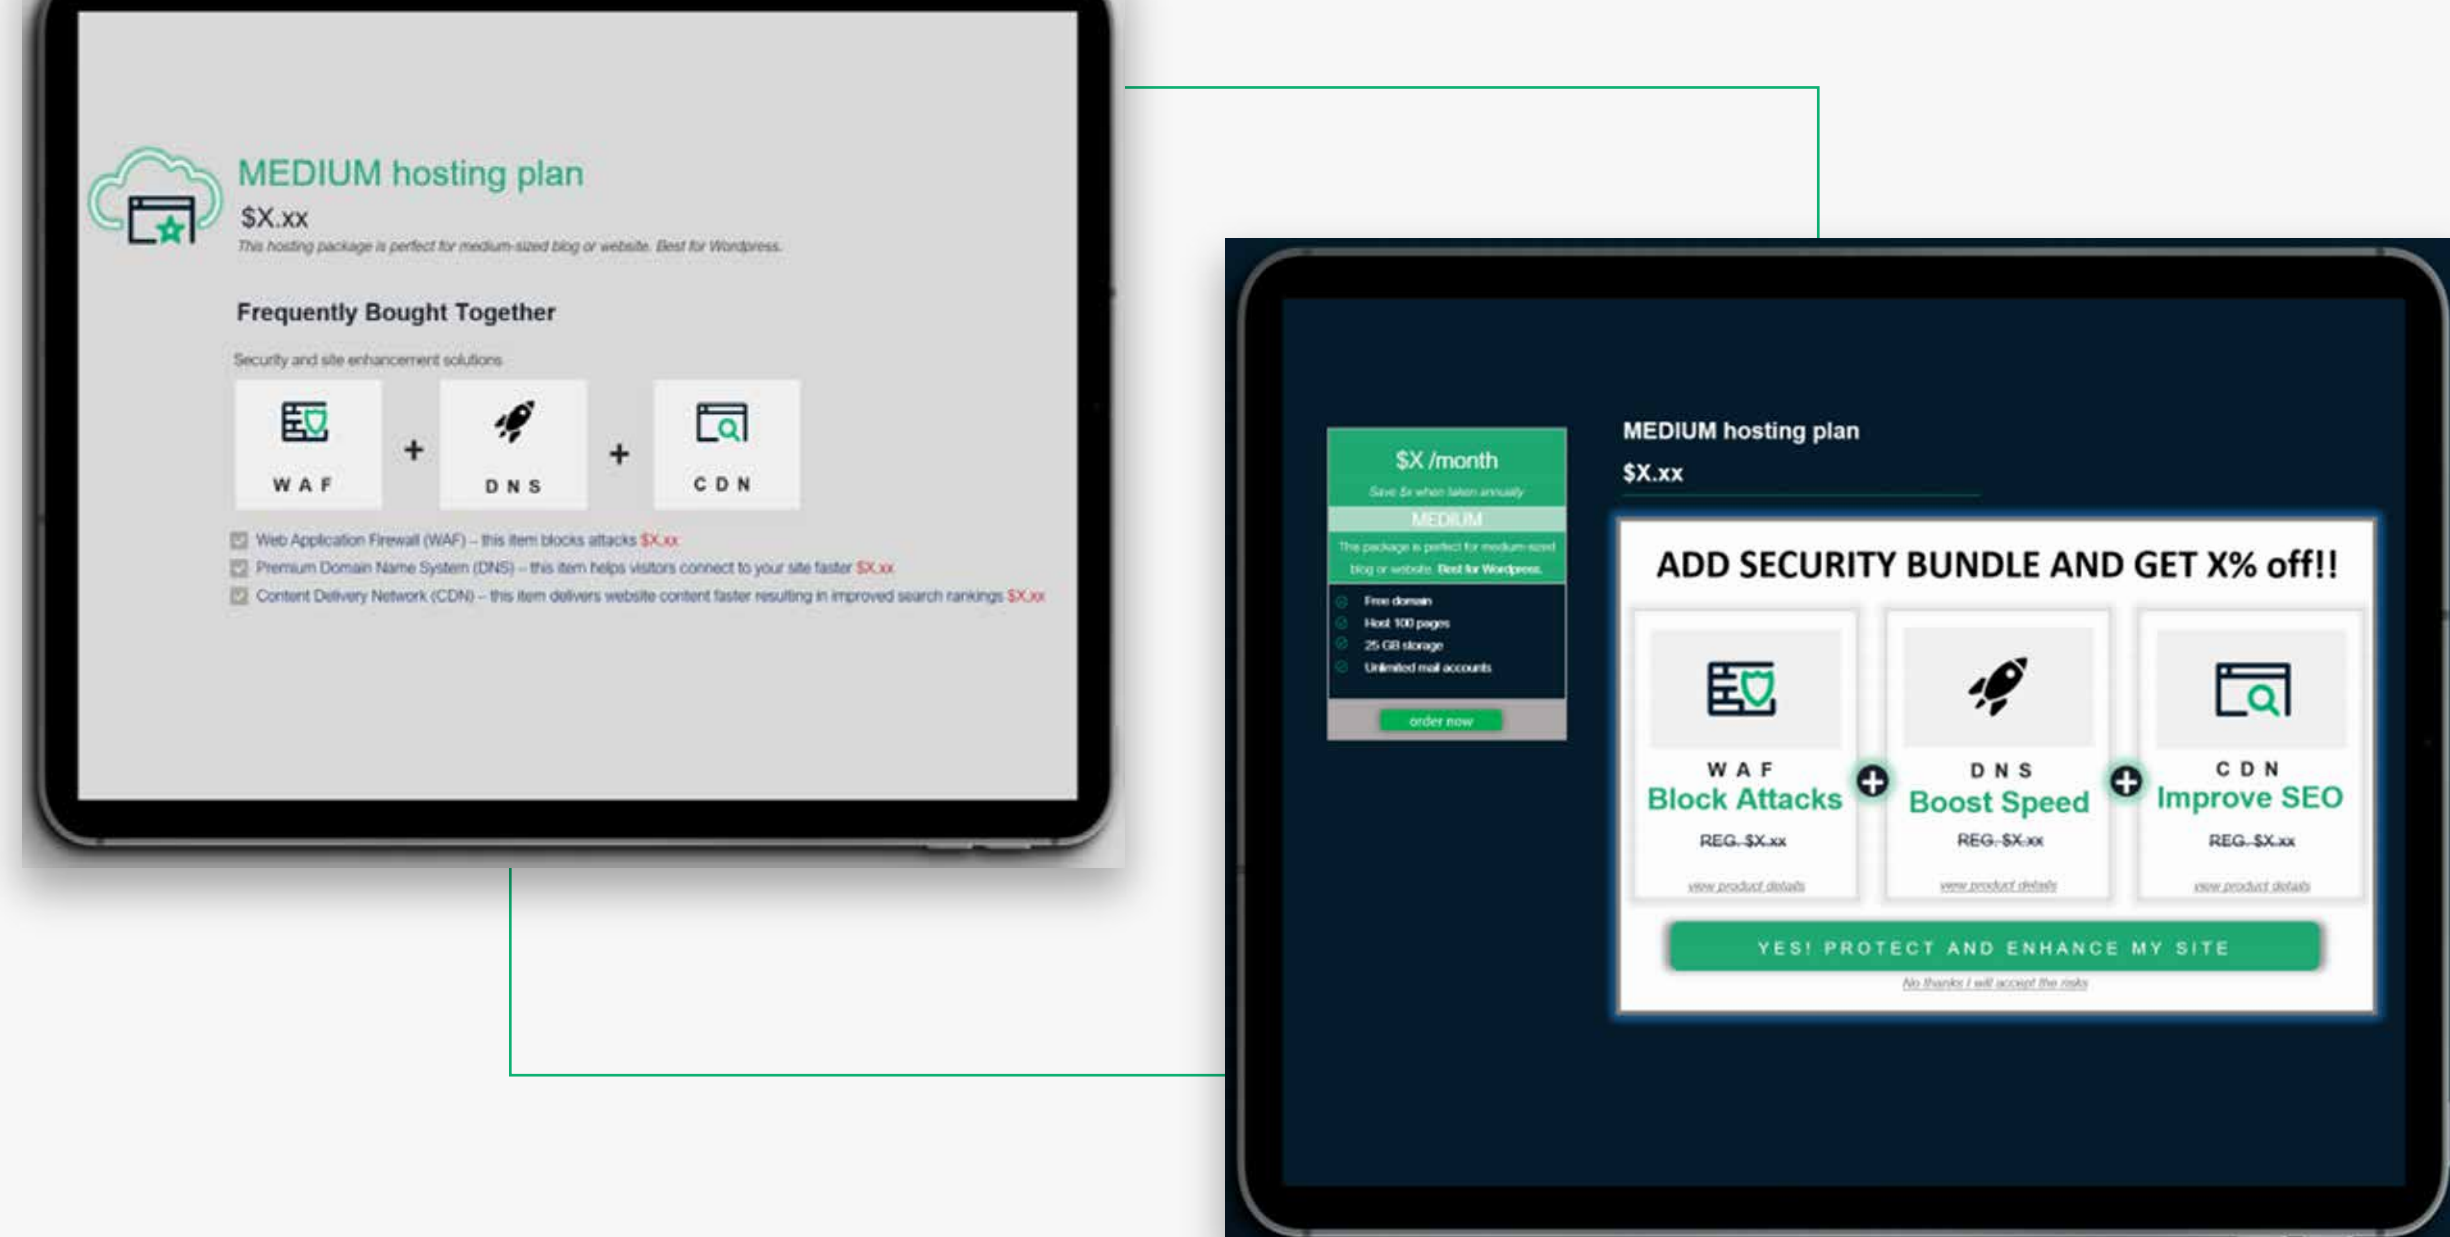 MEDIUM hosting plan
$X.xx
This hosting package is perfect for medium-sized blog or website. Best for Wordpress.
Frequently Bought Together
Security and site enhancement solutions
WAF + DNS + CDN
Web Application Firewall (WAF) – this item blocks attacks $X.xx
Premium Domain Name System (DNS) – this item helps visitors connect to your site faster $X.xx
Content Delivery Network (CDN) – this item delivers website content faster resulting in improved search rankings $X.xx
$X /month
Save $x when taken annually
MEDIUM
This package is perfect for medium-sized
blog or website. Best for Wordpress.
Free domain
Host 100 pages
25 GB storage
Unlimited mail accounts
order now
MEDIUM hosting plan
$X.xx
ADD SECURITY BUNDLE AND GET X% off!!
WAF
Block Attacks
REG. $X.xx
view product details
+
DNS
Boost Speed
REG. $X.xx
view product details
+
CDN
Improve SEO
REG. $X.xx
view product details
YES! PROTECT AND ENHANCE MY SITE
No thanks I will accept the risks